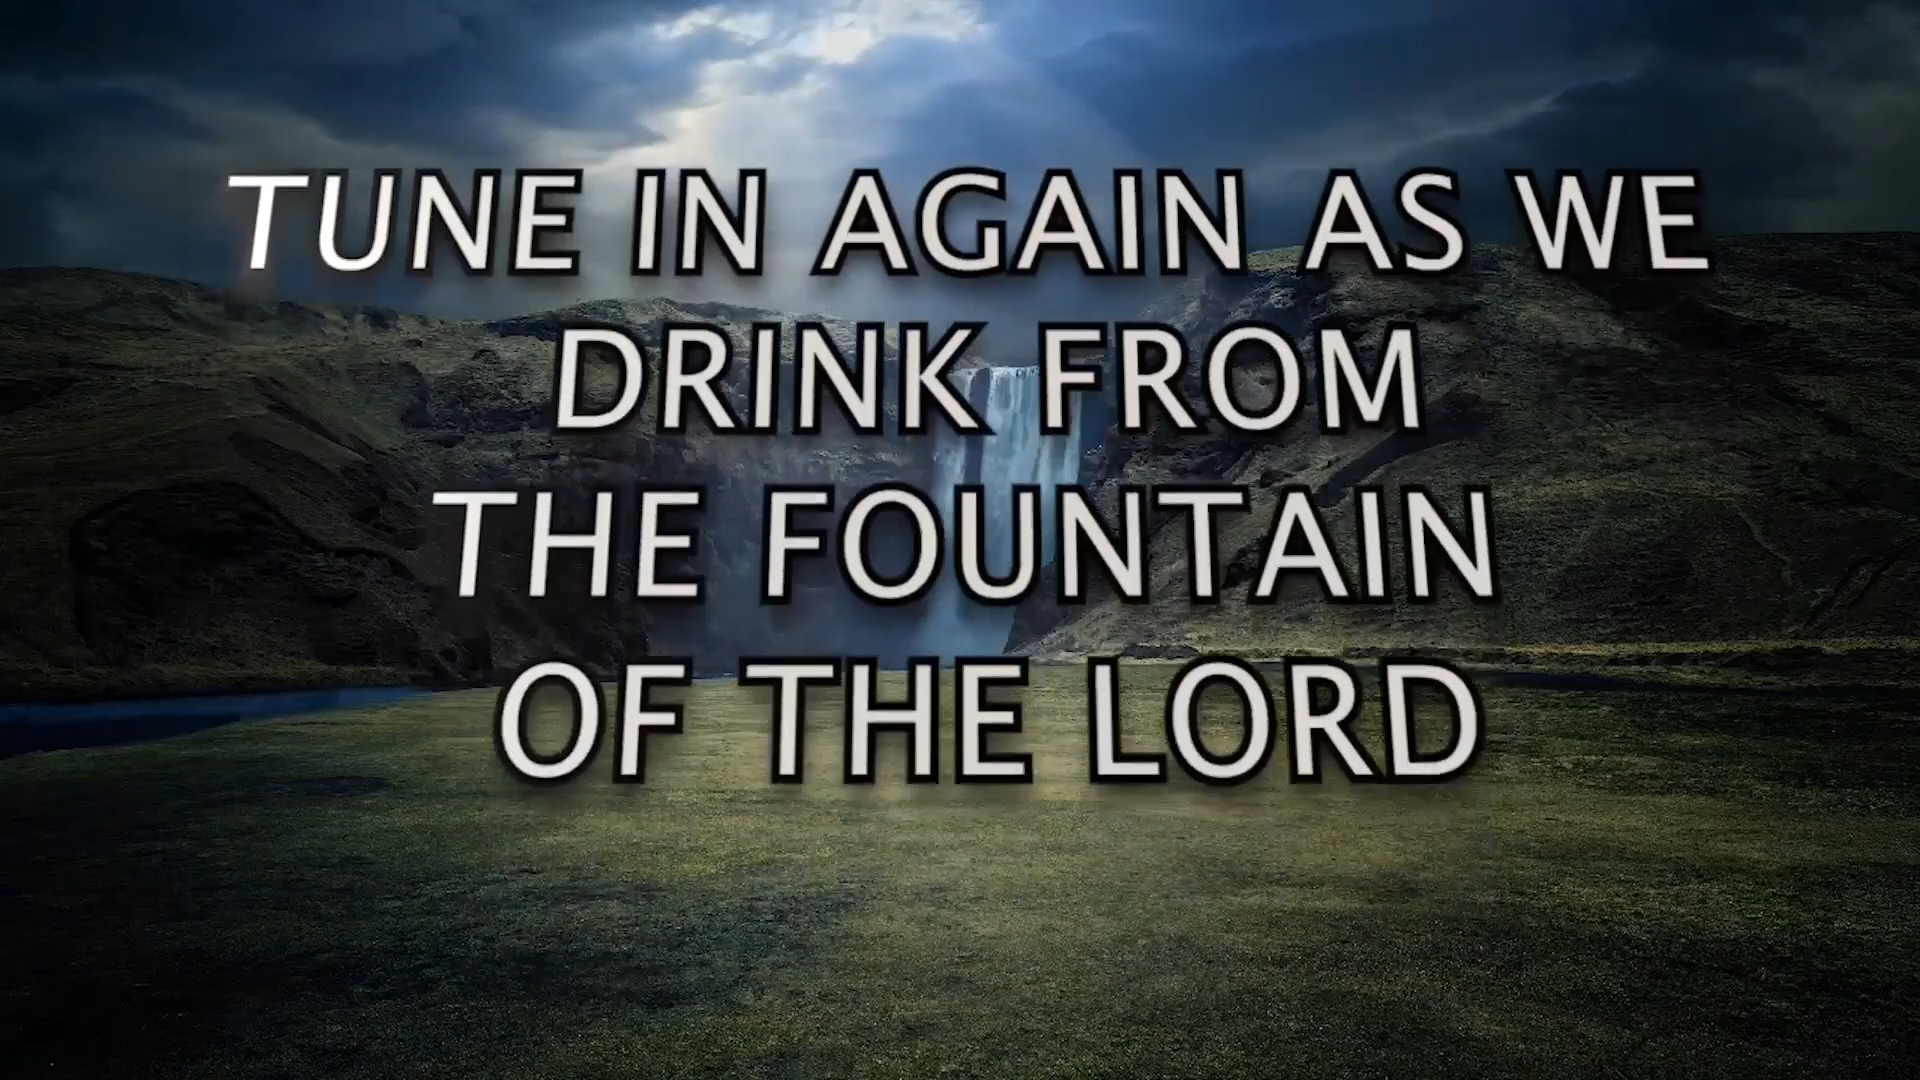 TUNE IN AGAIN AS WE
DRINK FROM
THE FOUNTAIN
OF THE LORD